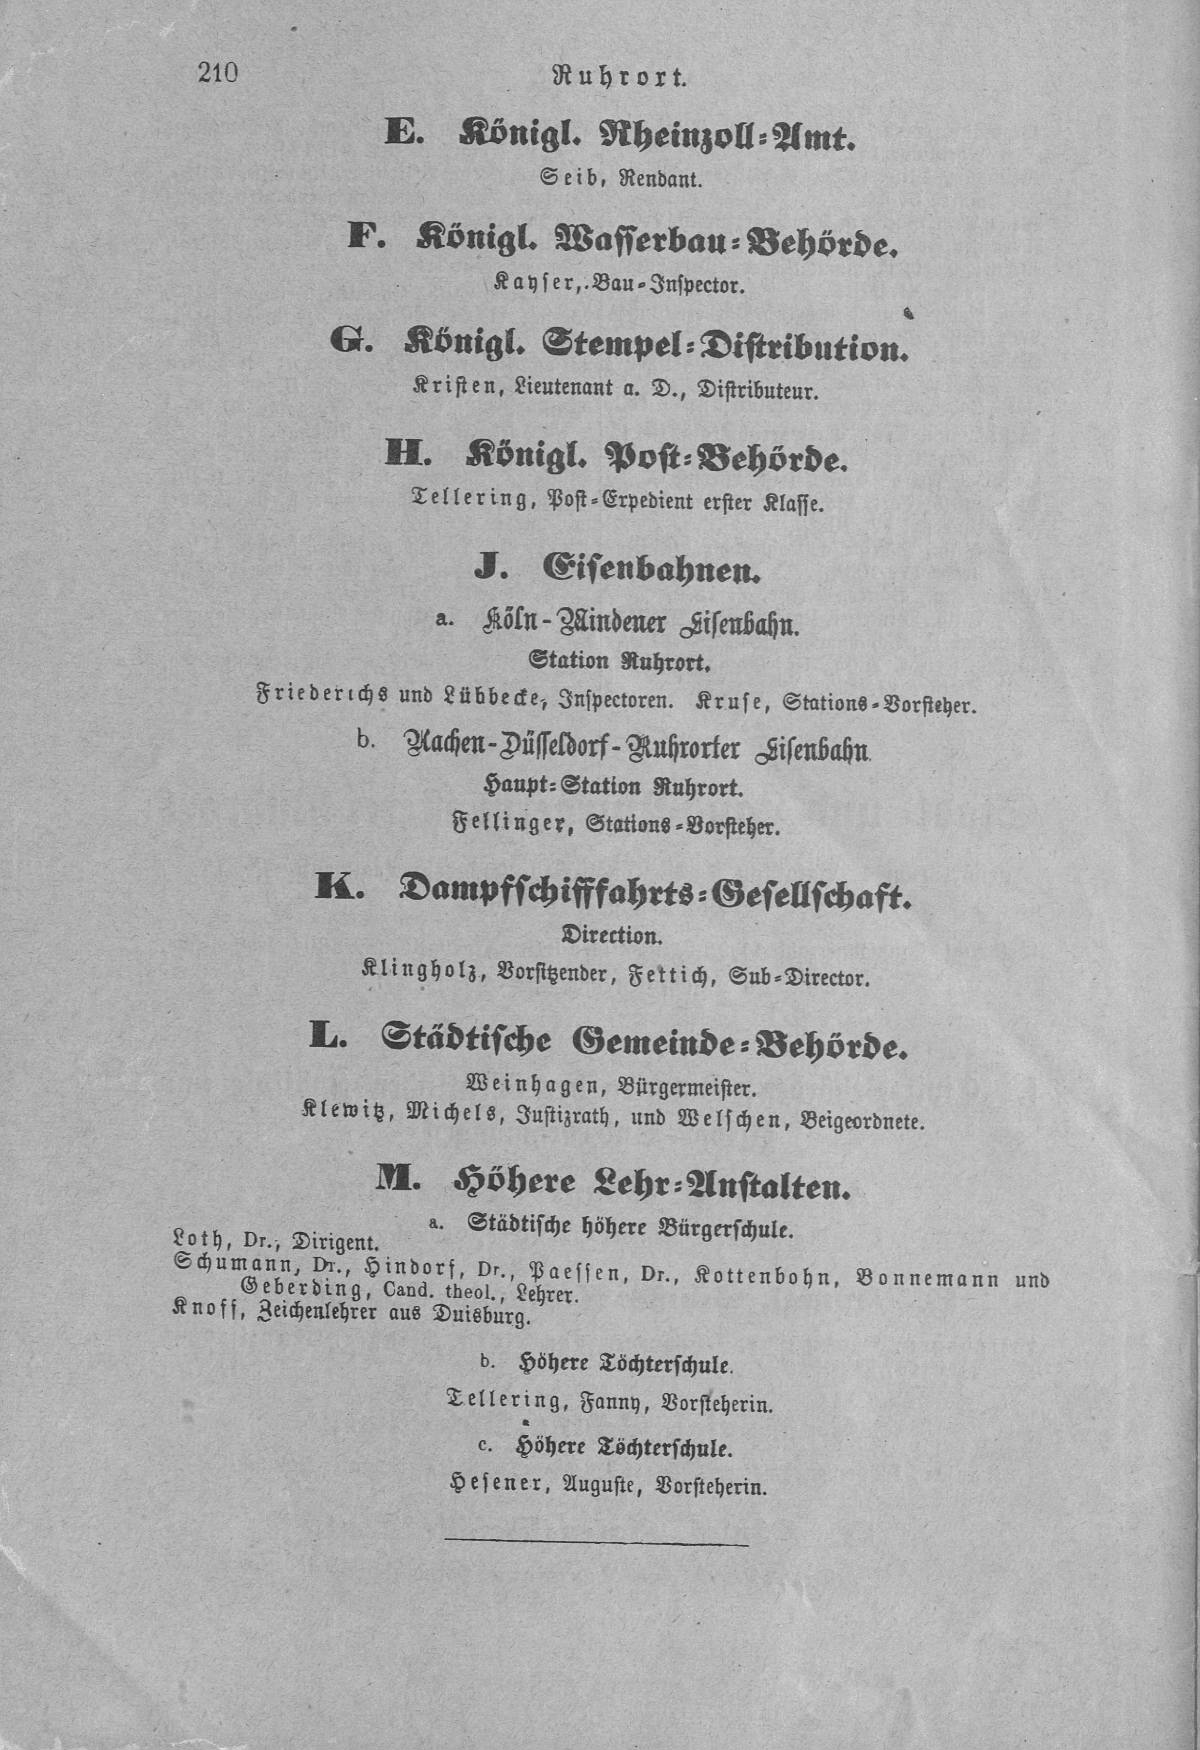 210
Ruhrort.
E. Königl. Rheinzoll-Amt.
Seib, Rendant.
F. Königl. Wasserbau-Behörde.
Kayser, Bau-Inspector.
G. Königl. Stempel-Distribution.
Kristen, Lieutenant a. D., Distributeur.
H. Königl. Post-Behörde.
Tellering, Post-Expedient erster Klasse.
J. Eisenbahnen.
a. Köln-Mindener Eisenbahn.
Station Ruhrort.
Friederichs und Lübbecke, Inspectoren. Kruse, Stations-Vorsteher.
b. Aachen-Düsseldorf-Ruhrorter Eisenbahn.
Haupt-Station Ruhrort.
Fellinger, Stations-Vorsteher.
K. Dampfschifffahrts-Gesellschaft.
Direction.
Klingholz, Vorsitzender, Fettich, Sub-Director.
L. Städtische Gemeinde-Behörde.
Weinhagen, Bürgermeister.
Klewitz, Michels, Justizrath, und Welschen, Beigeordnete.
M. Höhere Lehr-Anstalten.
a. Städtische höhere Bürgerschule.
Loth, Dr., Dirigent.
Schumann, Dr., Hindorf, Dr., Paessen, Dr., Kottenbohn, Bonnemann und
Geberding, Cand. theol., Lehrer.
Knoff, Zeichenlehrer aus Duisburg.
b. Höhere Töchterschule.
Tellering, Fanny, Vorsteherin.
c. Höhere Töchterschule.
Hesener, Auguste, Vorsteherin.